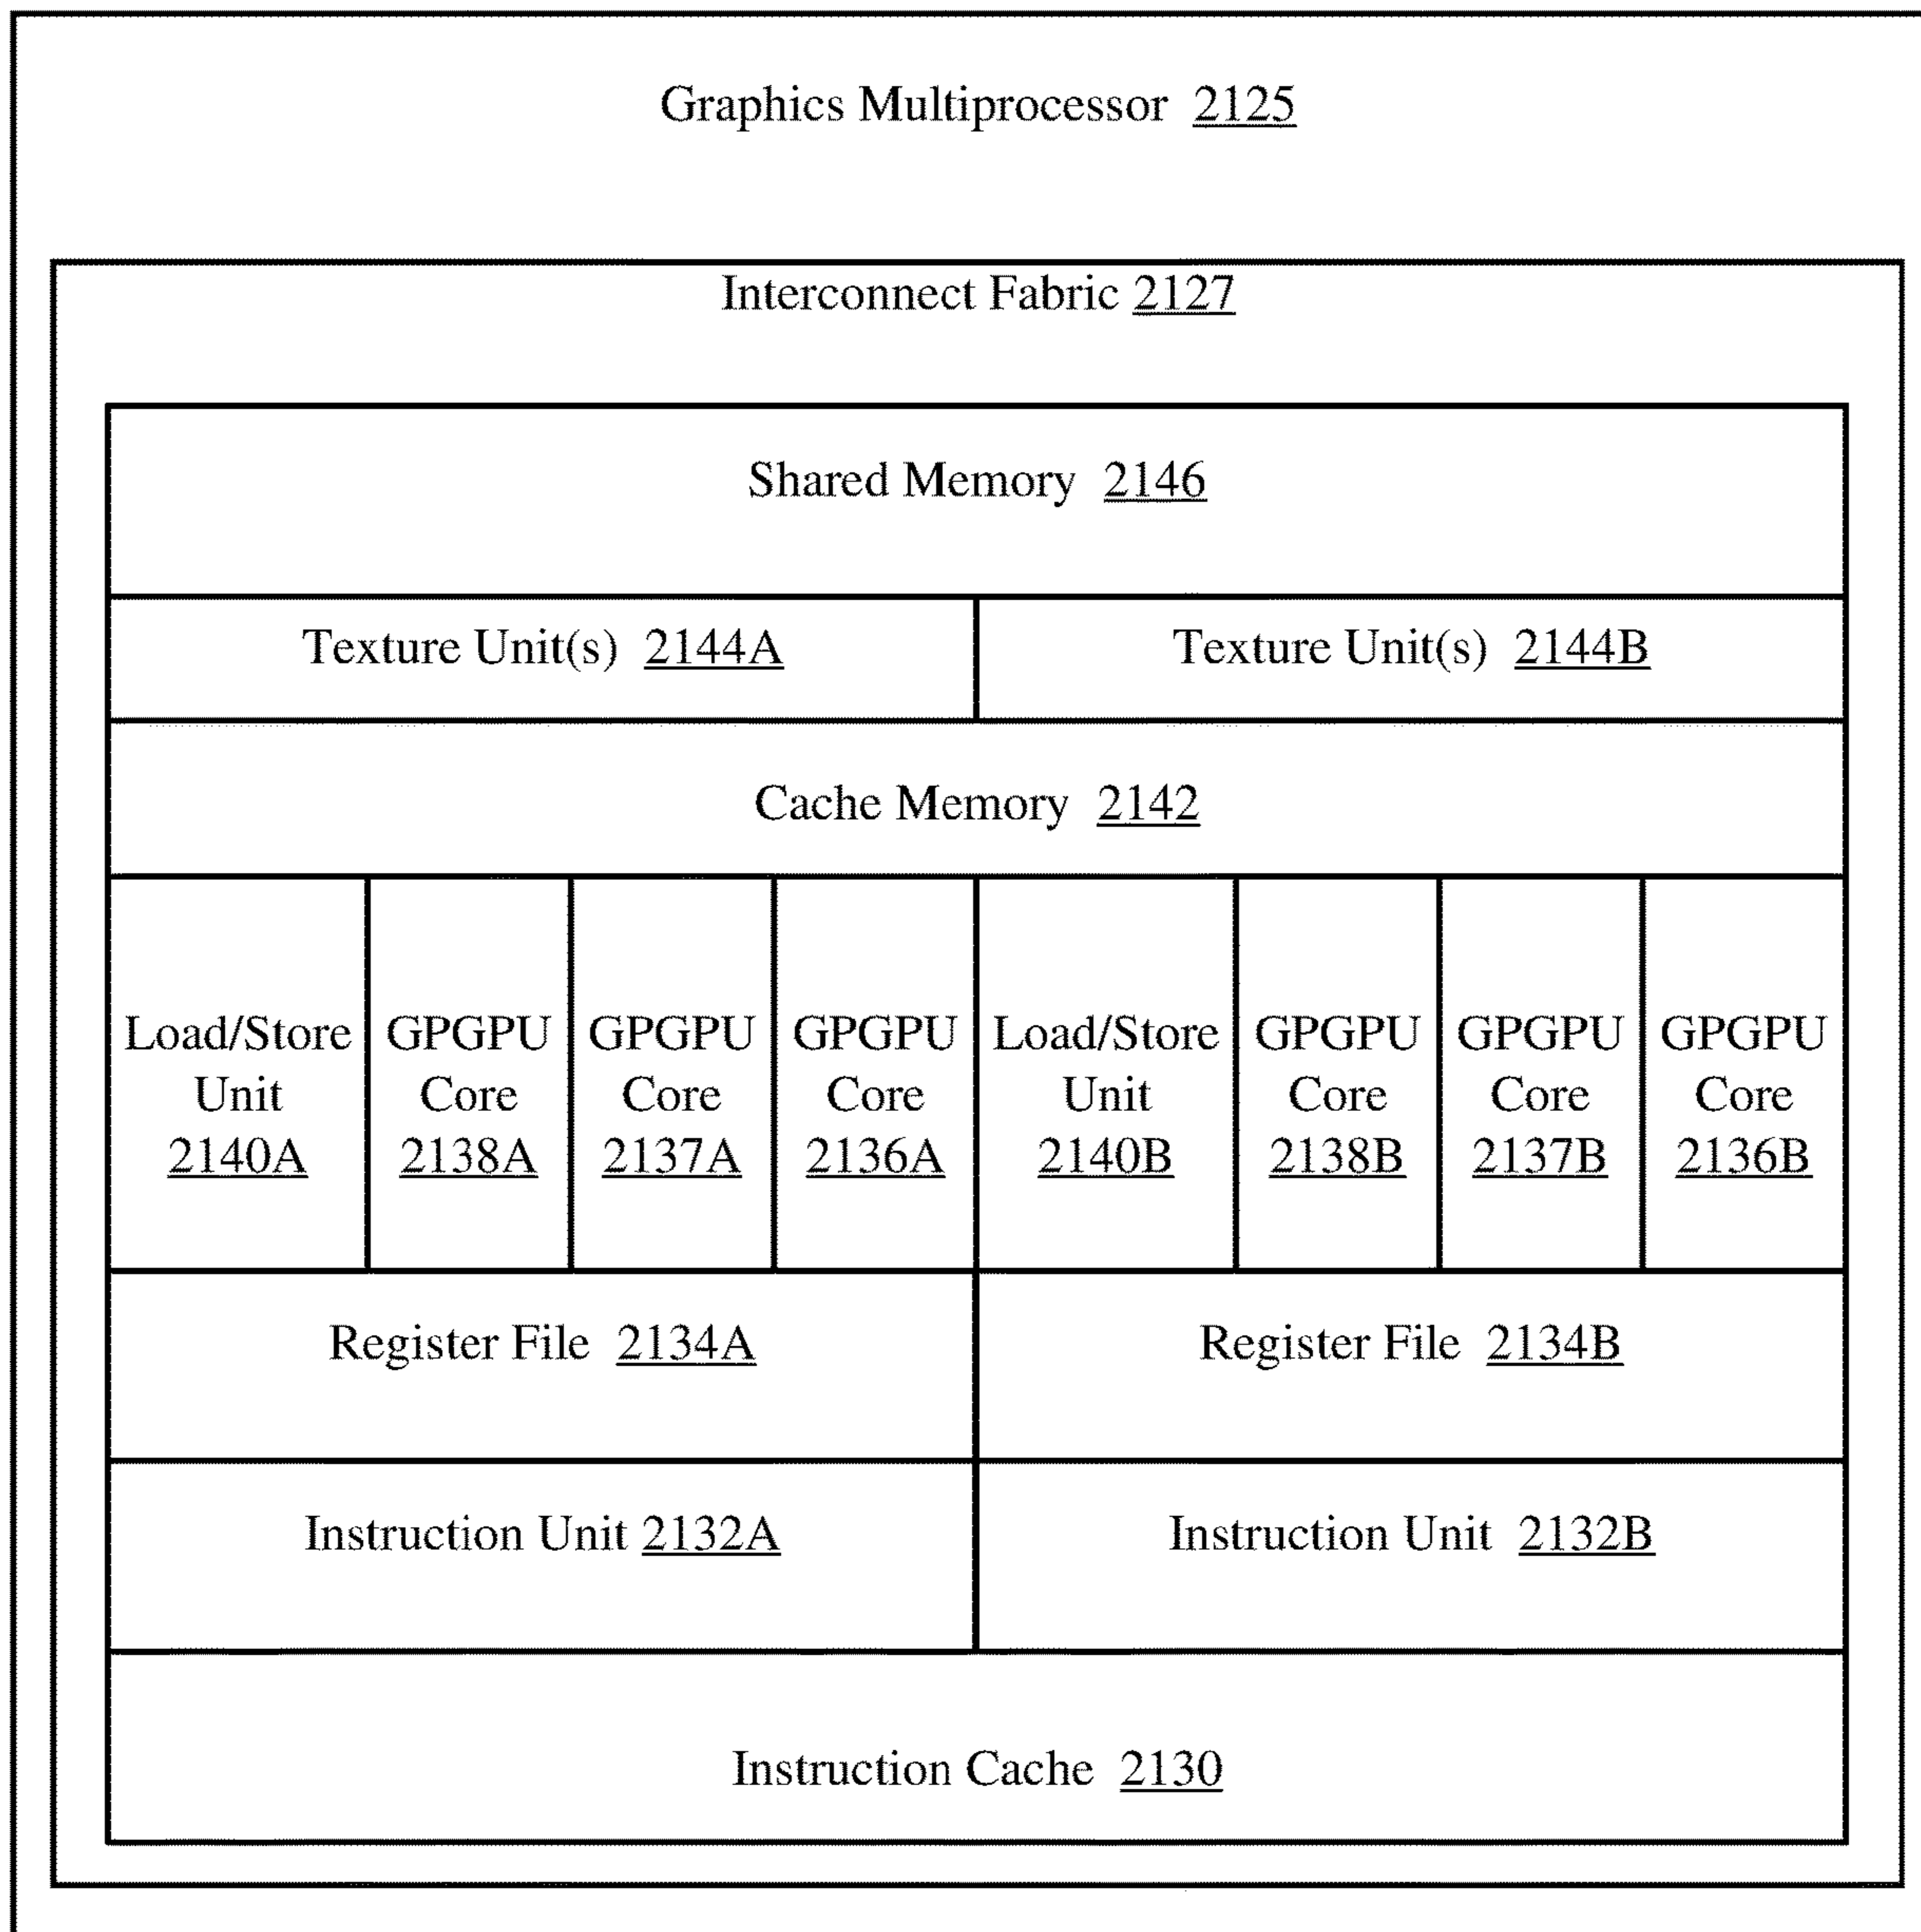 Graphics Multiprocessor 2125
Interconnect Fabric 2127
Shared Memory 2146
Texture Unit(s) 2144A
Texture Unit(s) 2144B
Cache Memory 2142
Load/Store
Unit
2140A
GPGPU
Core
2138A
GPGPU
Core
2137A
GPGPU
Core
2136A
Load/Store
Unit
2140B
GPGPU
Core
2138B
GPGPU
Core
2137B
GPGPU
Core
2136B
Register File 2134A
Register File 2134B
Instruction Unit 2132A
Instruction Unit 2132B
Instruction Cache 2130